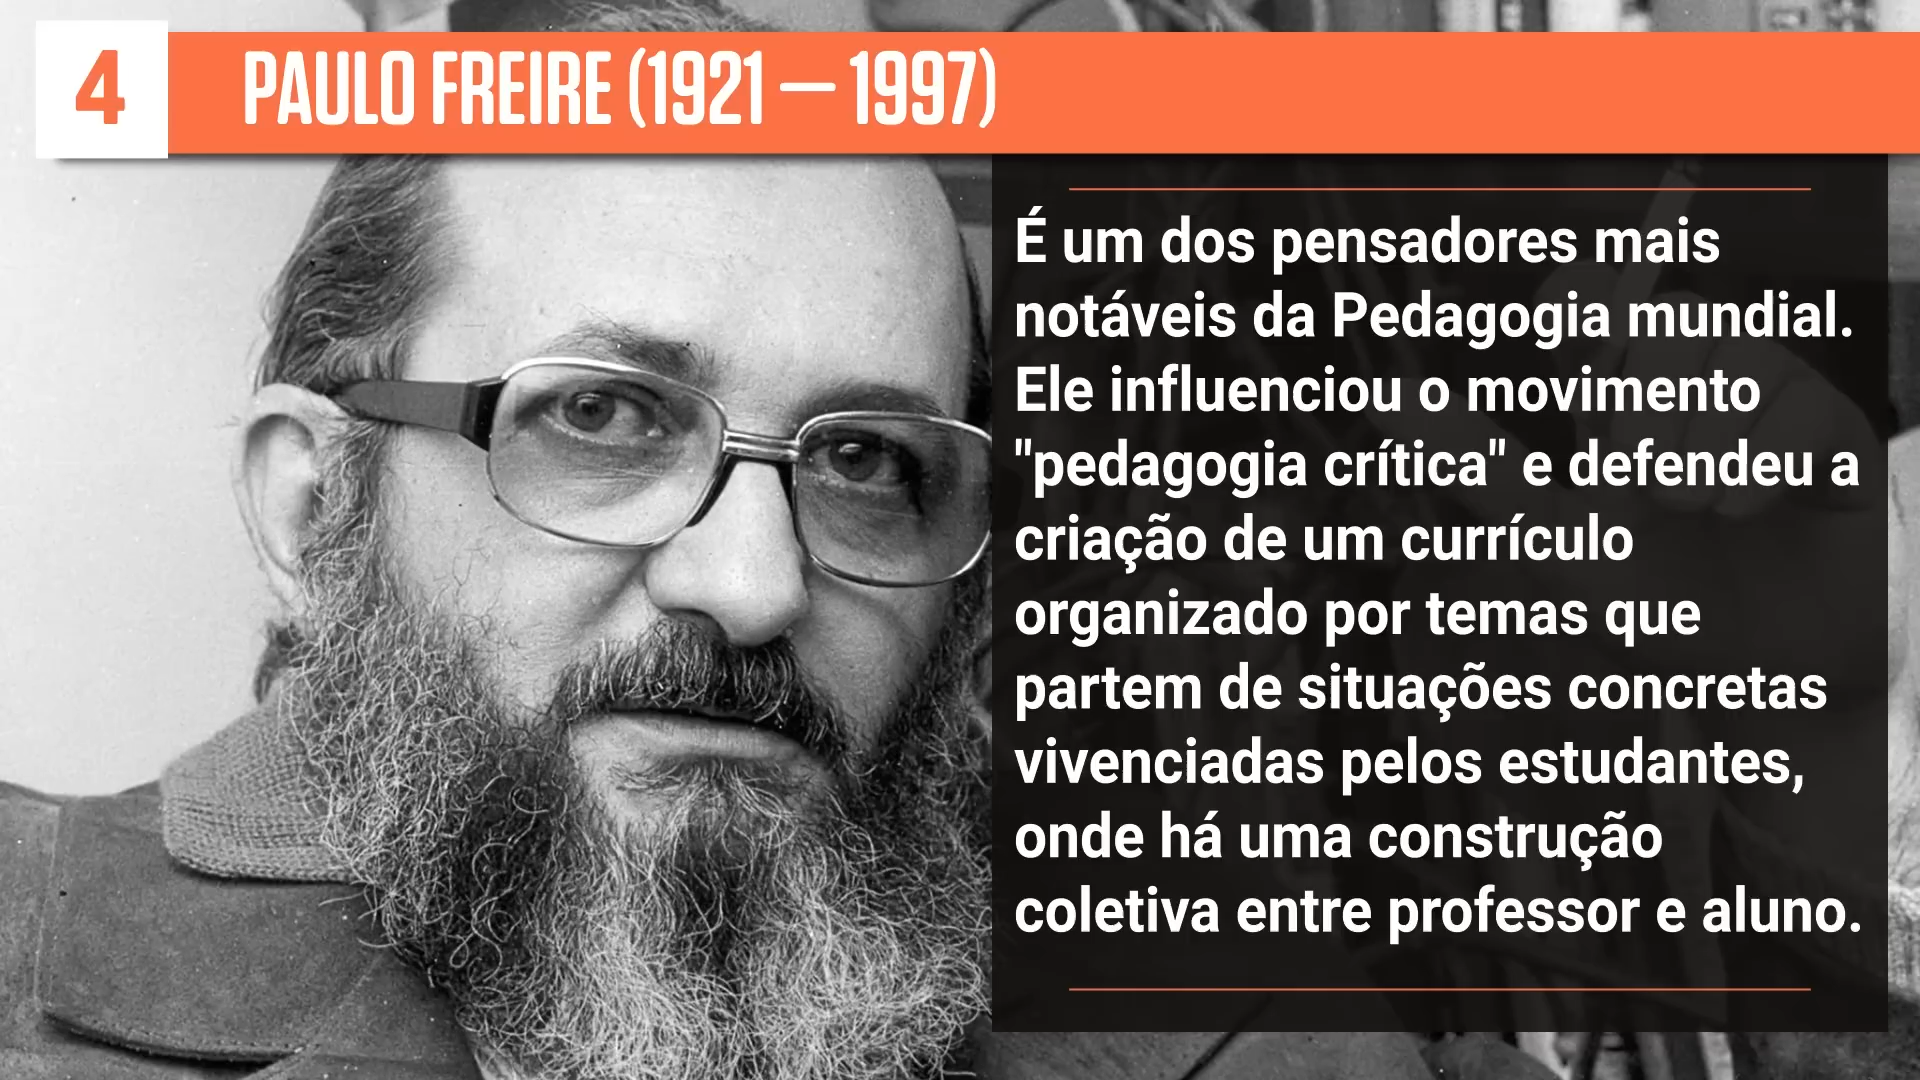 4
PAULO FREIRE (1921 — 1997)
É um dos pensadores mais
notáveis da Pedagogia mundial.
Ele influenciou o movimento
"pedagogia crítica" e defendeu a
criação de um currículo
organizado por temas que
partem de situações concretas
vivenciadas pelos estudantes,
onde há uma construção
coletiva entre professor e aluno.